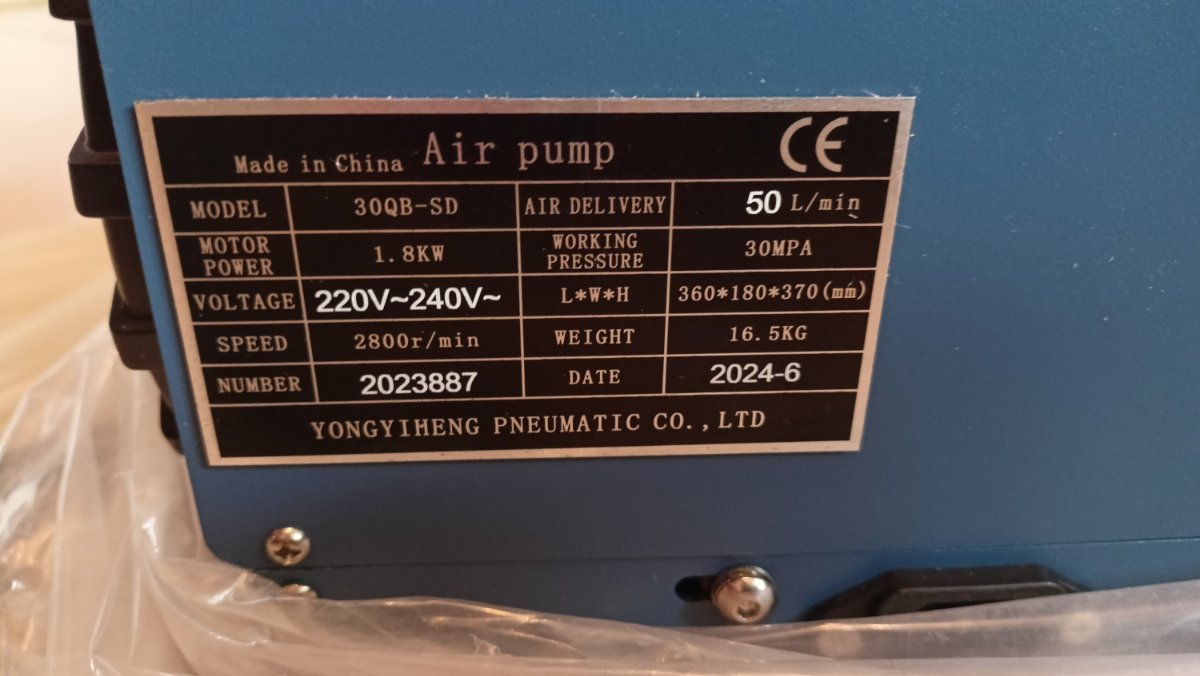 Made in China Air pump CE
MODEL 30QB-SD AIR DELIVERY 50 L/min
MOTOR POWER 1.8KW WORKING PRESSURE 30MPA
VOLTAGE 220V~240V~ L*W*H 360*180*370(mm)
SPEED 2800r/min WEIGHT 16.5KG
NUMBER 2023887 DATE 2024-6
YONGYIHENG PNEUMATIC CO.,LTD